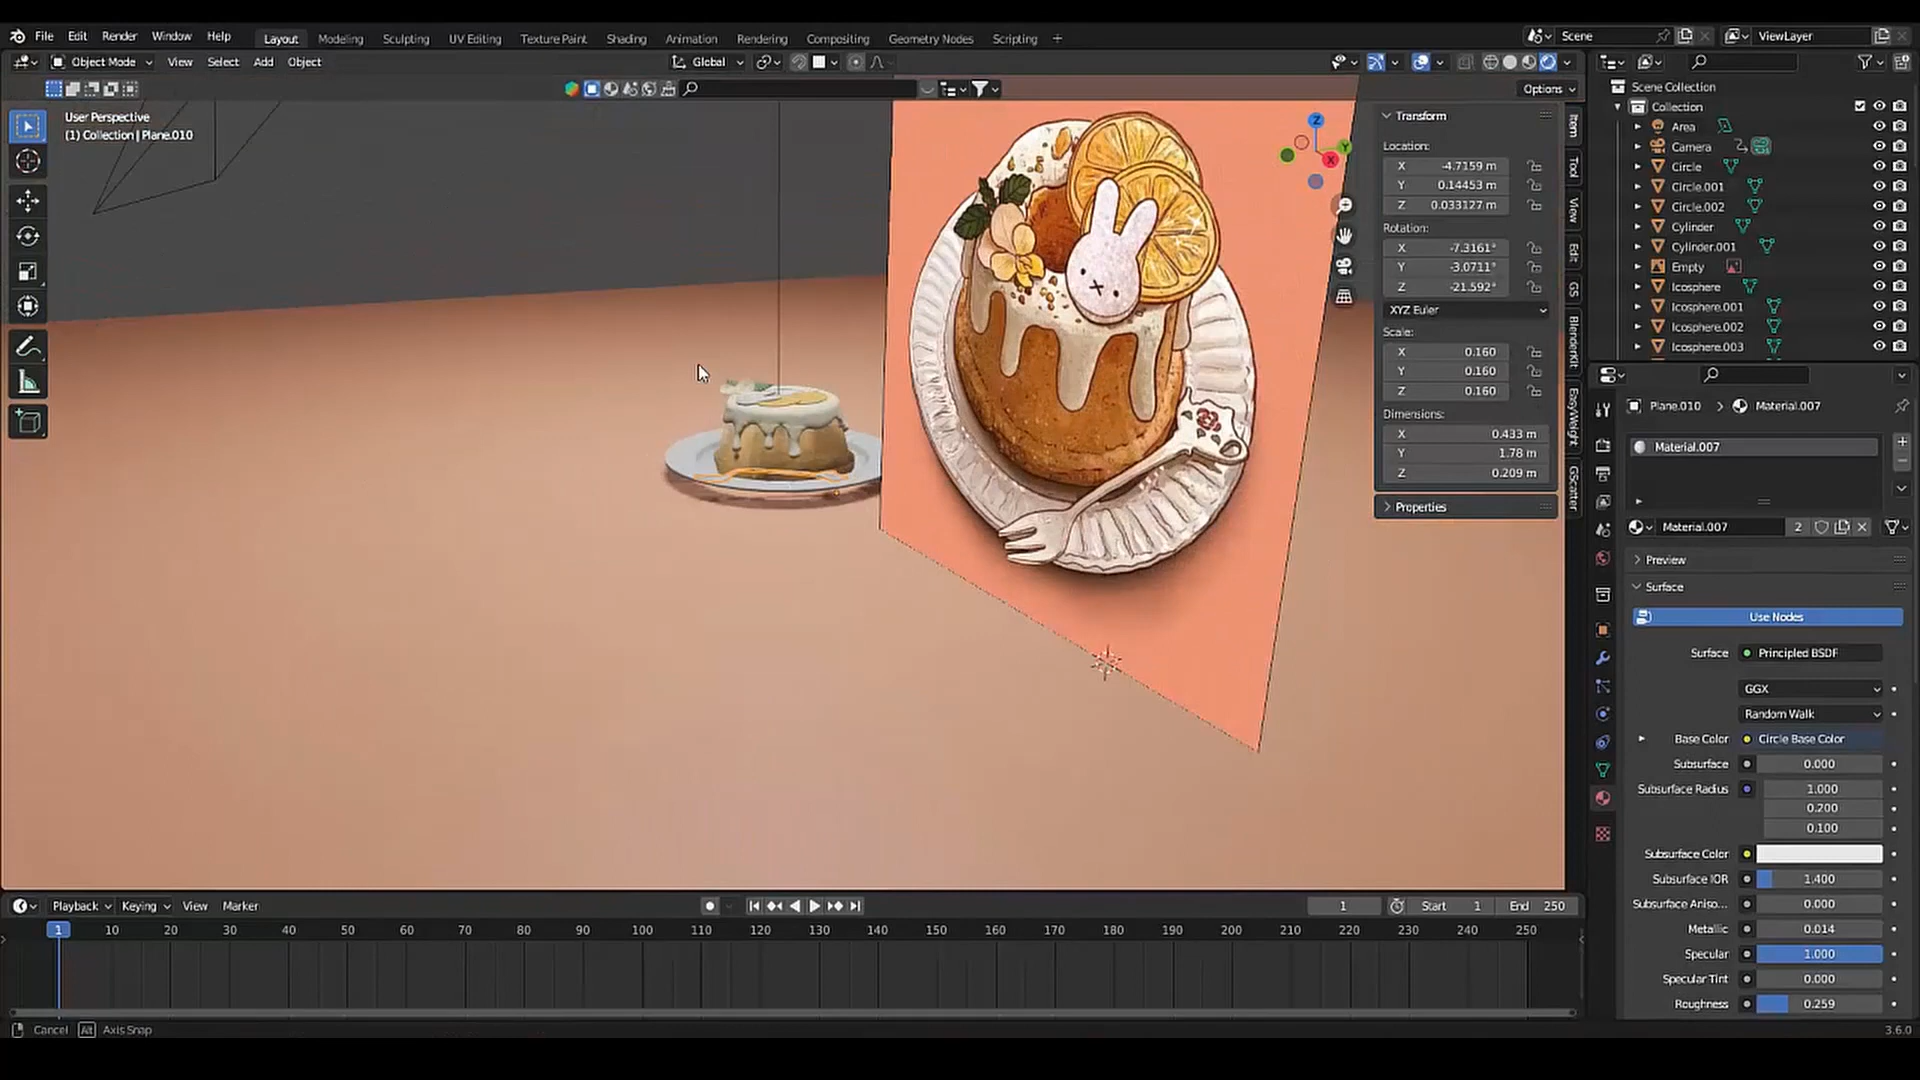 File Edit Render Window Help
Layout Modeling Sculpting UV Editing Texture Paint Shading Animation Rendering Compositing Geometry Nodes Scripting +
Scene
ViewLayer
Object Mode View Select Add Object
Global
Options
User Perspective
(1) Collection | Plane.010
Z
Y
X
Transform
Location:
X -4.7159 m
Y 0.14453 m
Z 0.033127 m
Rotation:
X -7.3161°
Y -3.0711°
Z -21.592°
XYZ Euler
Scale:
X 0.160
Y 0.160
Z 0.160
Dimensions:
X 0.433 m
Y 1.78 m
Z 0.209 m
Properties
Item
Tool
View
Edit
GS
BlenderKit
EasyWeight
GScatter
Scene Collection
Collection
Area
Camera
Circle
Circle.001
Circle.002
Cylinder
Cylinder.001
Empty
Icosphere
Icosphere.001
Icosphere.002
Icosphere.003
Plane.010 > Material.007
Material.007
Material.007 2
Preview
Surface
Use Nodes
Surface Principled BSDF
GGX
Random Walk
Base Color Circle Base Color
Subsurface 0.000
Subsurface Radius 1.000
0.200
0.100
Subsurface Color
Subsurface IOR 1.400
Subsurface Aniso... 0.000
Metallic 0.014
Specular 1.000
Specular Tint 0.000
Roughness 0.259
Playback Keying View Marker
1 Start 1 End 250
1 10 20 30 40 50 60 70 80 90 100 110 120 130 140 150 160 170 180 190 200 210 220 230 240 250
Cancel Alt Axis Snap
3.6.0